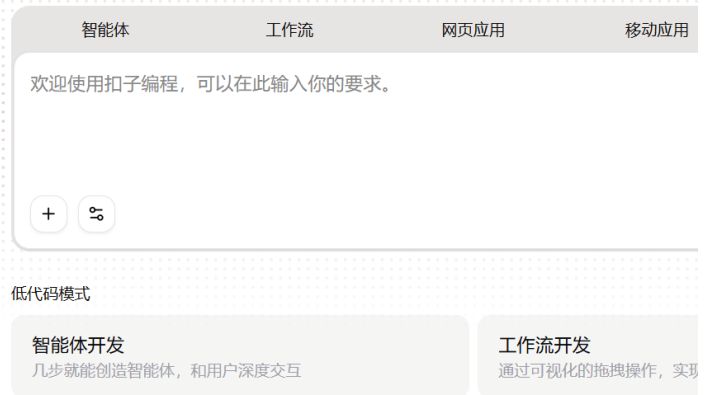 智能体 工作流 网页应用 移动应用
欢迎使用扣子编程，可以在此输入你的要求。
低代码模式
智能体开发 工作流开发
几步就能创造智能体，和用户深度交互 通过可视化的拖拽操作，实现